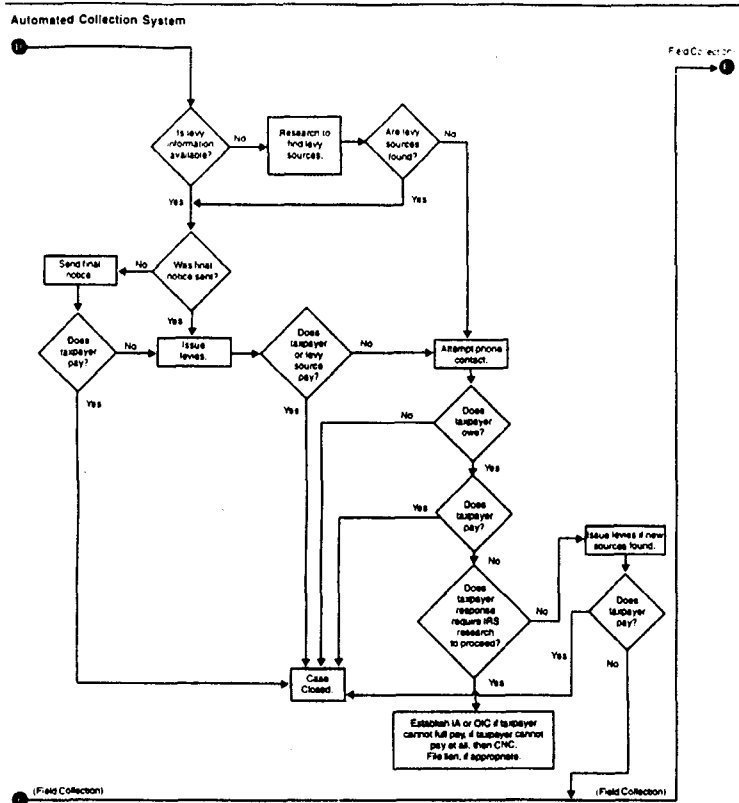 Automated Collection System
Field Collection
Is levy
information
available?
No
Research to
find levy
sources.
Are levy
sources
found?
No
Yes
Yes
Send final
notice
No
Was final
notice sent?
Yes
Does
taxpayer
pay?
No
Issue
levies.
Does
taxpayer
or levy
source
pay?
No
Attempt phone
contact.
Yes
Yes
No
Does
taxpayer
owe?
Yes
Yes
Does
taxpayer
pay?
No
Issue levies if new
sources found.
Does
taxpayer
response
require IRS
research
to proceed?
No
Does
taxpayer
pay?
Yes
No
Yes
Case
Closed.
Establish IA or OIC if taxpayer
cannot full pay, if taxpayer cannot
pay at all, then CNC.
File lien, if appropriate.
(Field Collection)
(Field Collection)